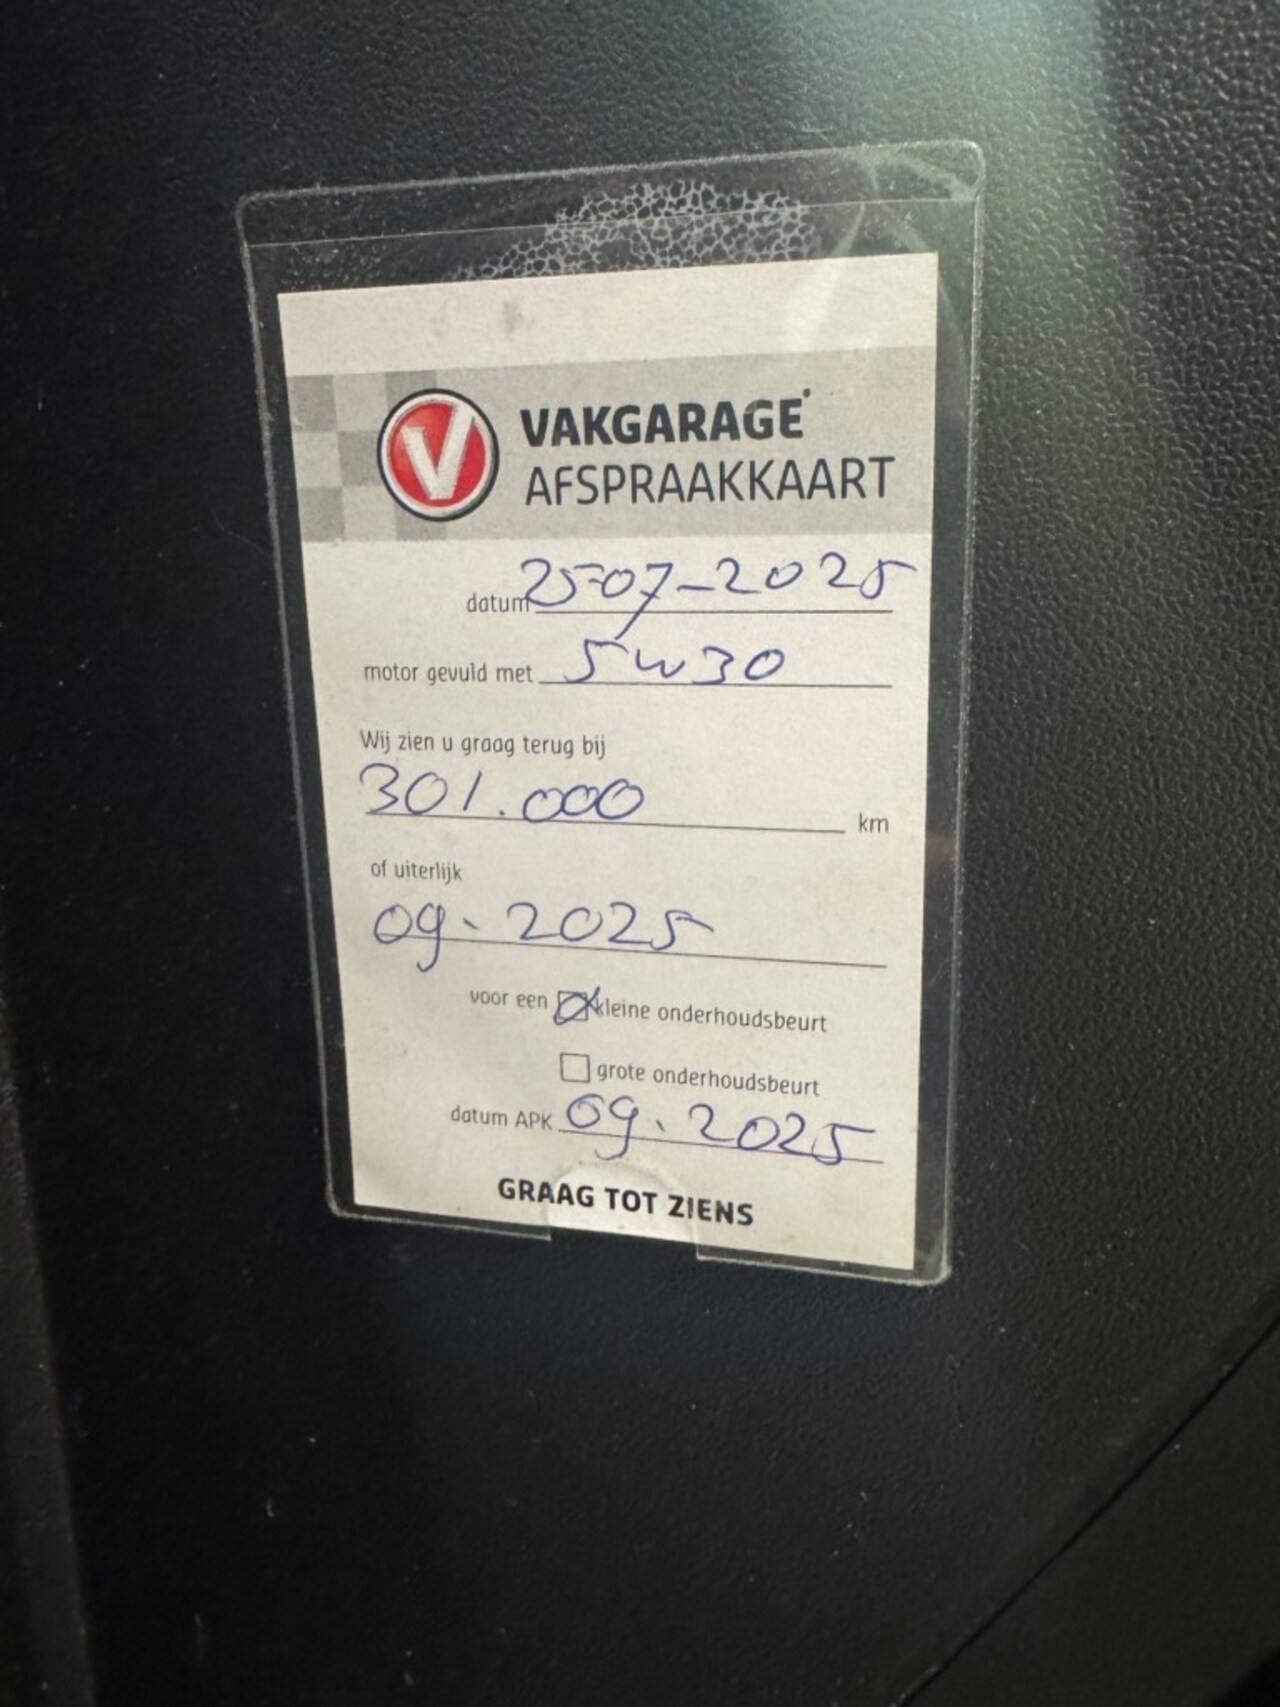 V VAKGARAGE
AFSPRAAKKAART
datum 25-07-2025
motor gevuld met 5w30
Wij zien u graag terug bij
301.000 km
of uiterlijk
09-2025
voor een kleine onderhoudsbeurt
grote onderhoudsbeurt
datum APK 09.2025
GRAAG TOT ZIENS